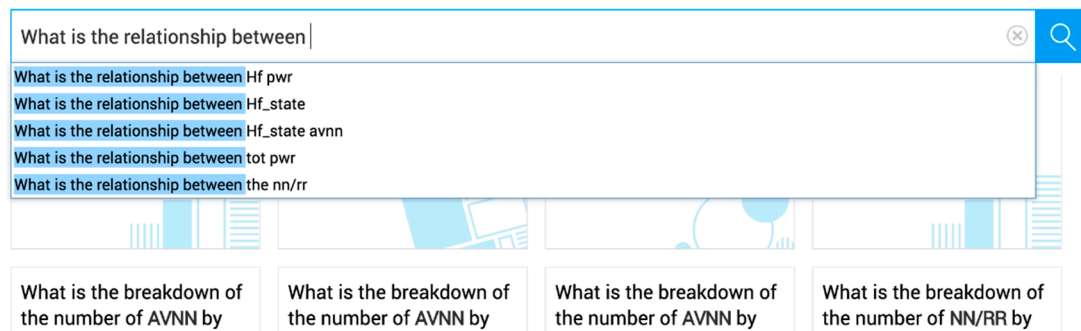 What is the relationship between
What is the relationship between Hf pwr
What is the relationship between Hf_state
What is the relationship between Hf_state avnn
What is the relationship between tot pwr
What is the relationship between the nn/rr
What is the breakdown of
the number of AVNN by
What is the breakdown of
the number of AVNN by
What is the breakdown of
the number of AVNN by
What is the breakdown of
the number of NN/RR by